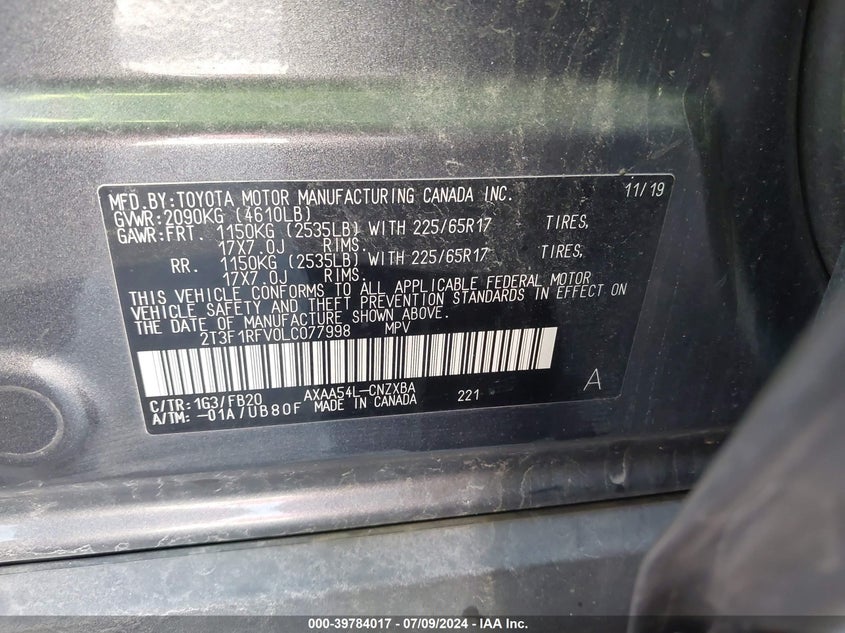 MFD.BY:TOYOTA MOTOR MANUFACTURING CANADA INC. 11/19
GVWR:2090KG (4610LB)
GAWR:FRT. 1150KG (2535LB) WITH 225/65R17 TIRES,
17X7.0J RIMS.
RR. 1150KG (2535LB) WITH 225/65R17 TIRES,
17X7.0J RIMS.
THIS VEHICLE CONFORMS TO ALL APPLICABLE FEDERAL MOTOR
VEHICLE SAFETY AND THEFT PREVENTION STANDARDS IN EFFECT ON
THE DATE OF MANUFACTURE SHOWN ABOVE.
2T3F1RFV0LC077998 MPV
A
C/TR:1G3/FB20 AXAA54L-CNZXBA 221
A/TM:-01A/UB80F MADE IN CANADA
000-39784017 - 07/09/2024 - IAA Inc.